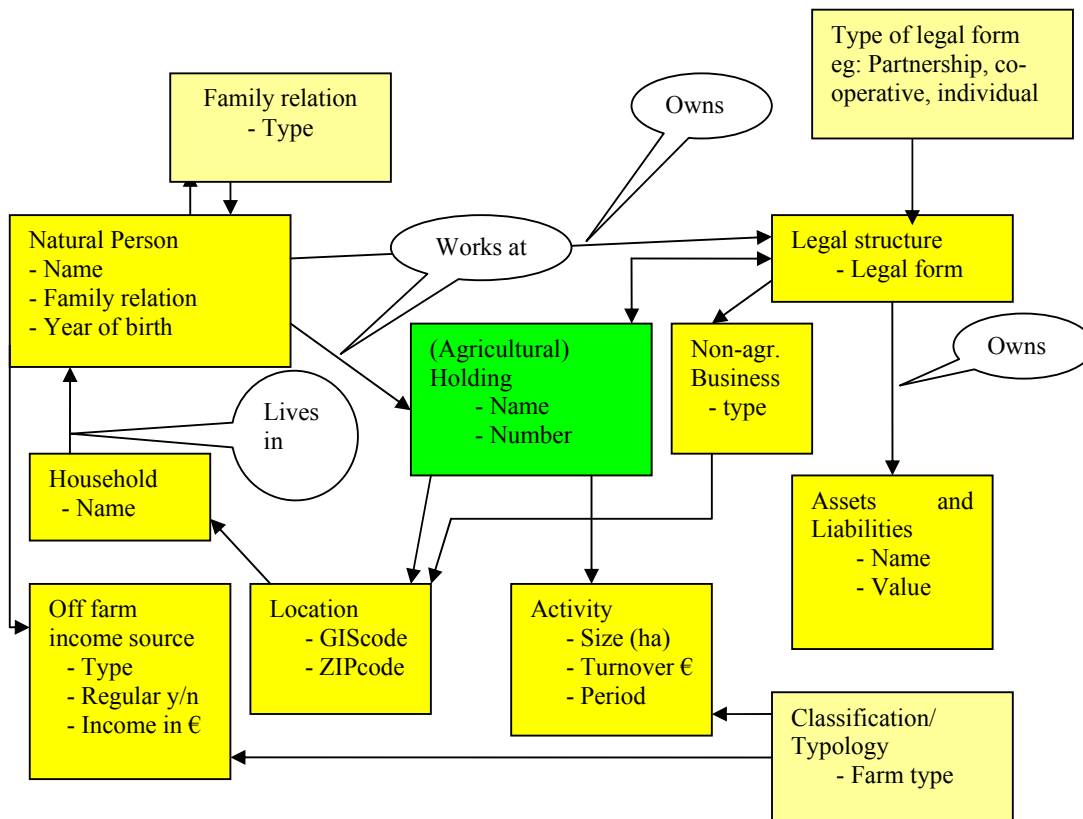 Type of legal form
eg: Partnership, co-
operative, individual
Family relation
- Type
Owns
Natural Person
- Name
- Family relation
- Year of birth
Works at
Legal structure
- Legal form
(Agricultural)
Holding
- Name
- Number
Non-agr.
Business
- type
Owns
Lives
in
Household
- Name
Assets and
Liabilities
- Name
- Value
Off farm
income source
- Type
- Regular y/n
- Income in €
Location
- GIScode
- ZIPcode
Activity
- Size (ha)
- Turnover €
- Period
Classification/
Typology
- Farm type